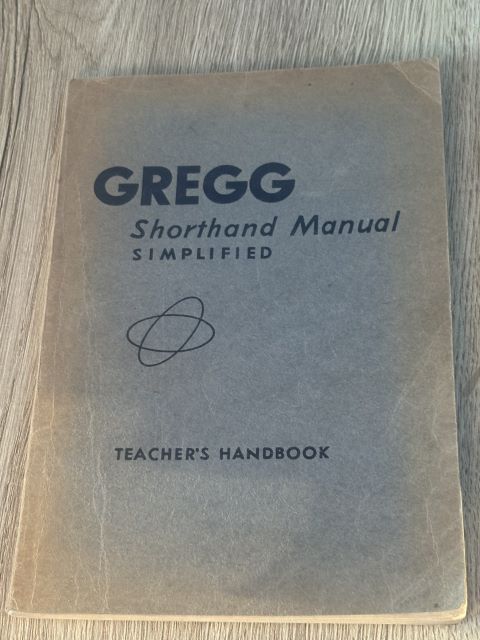 GREGG
Shorthand Manual
SIMPLIFIED
TEACHER'S HANDBOOK